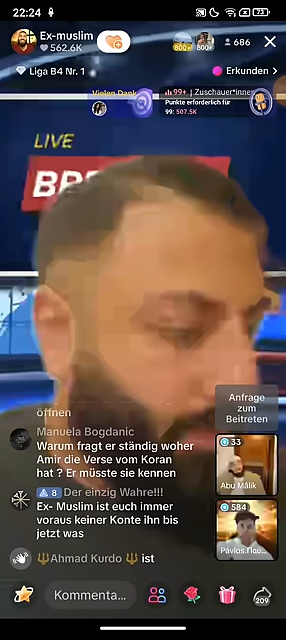 22:24
73
Ex-muslim
562.6K
800+
800+
686
Liga B4 Nr. 1
Erkunden >
Vielen Dank
99+ | Zuschauer*innen
Punkte erforderlich für
99: 507.5K
LIVE
öffnen
Anfrage
zum
Beitreten
Manuela Bogdanic
Warum fragt er ständig woher
Amir die Verse vom Koran
hat ? Er müsste sie kennen
33
Abu Mâlik
8 Der einzig Wahre!!!
Ex- Muslim ist euch immer
voraus keiner Konte ihn bis
jetzt was
584
Ahmad Kurdo
ist
Kommenta...
209